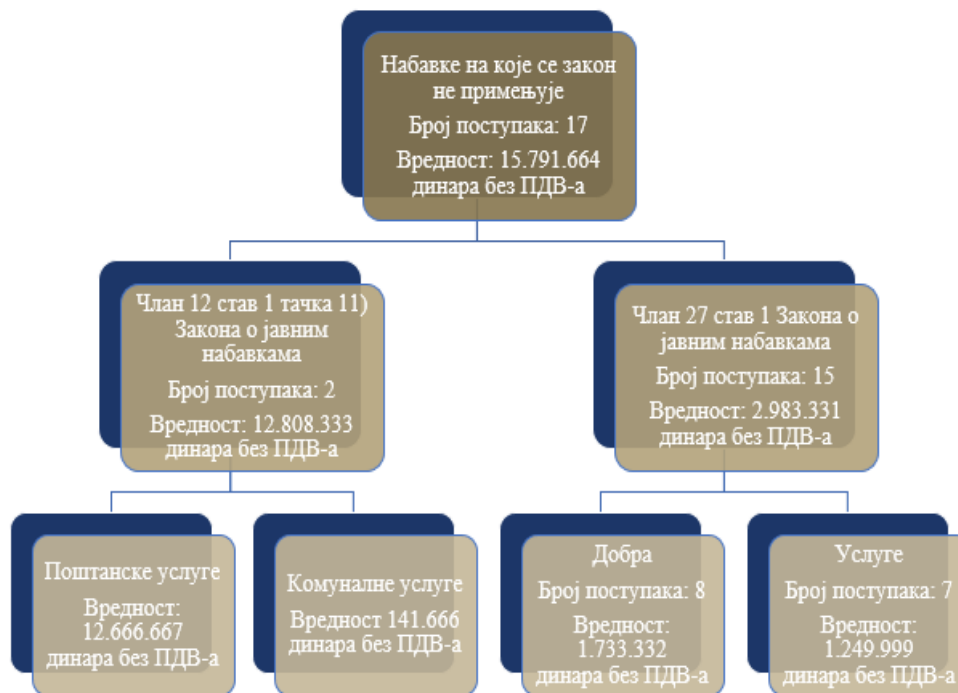 Набавке на које се закон
не примењује
Број поступака: 17
Вредност: 15.791.664
динара без ПДВ-а
Члан 12 став 1 тачка 11)
Закона о јавним
набавкама
Број поступака: 2
Вредност: 12.808.333
динара без ПДВ-а
Члан 27 став 1 Закона о
јавним набавкама
Број поступака: 15
Вредност: 2.983.331
динара без ПДВ-а
Поштанске услуге
Вредност:
12.666.667
динара без ПДВ-а
Комуналне услуге
Вредност 141.666
динара без ПДВ-а
Добра
Број поступака: 8
Вредност:
1.733.332
динара без ПДВ-а
Услуге
Број поступака: 7
Вредност:
1.249.999
динара без ПДВ-а